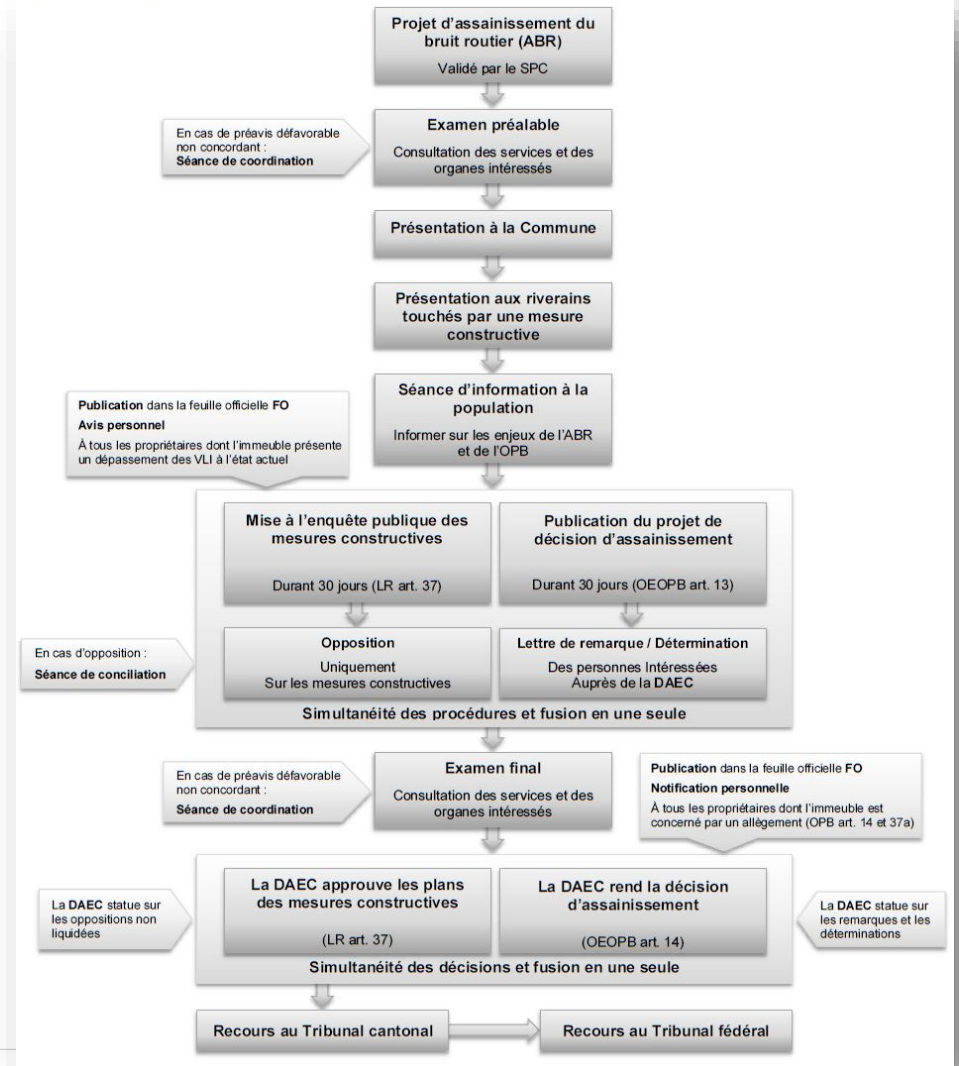 Projet d'assainissement du
bruit routier (ABR)
Validé par le SPC
En cas de préavis défavorable
non concordant :
Séance de coordination
Examen préalable
Consultation des services et des
organes intéressés
Présentation à la Commune
Présentation aux riverains
touchés par une mesure
constructive
Publication dans la feuille officielle FO
Avis personnel
À tous les propriétaires dont l'immeuble présente
un dépassement des VLI à l'état actuel
Séance d'information à la
population
Informer sur les enjeux de l'ABR
et de l'OPB
Mise à l'enquête publique des
mesures constructives
Durant 30 jours (LR art. 37)
Publication du projet de
décision d'assainissement
Durant 30 jours (OEOPB art. 13)
En cas d'opposition :
Séance de conciliation
Opposition
Uniquement
Sur les mesures constructives
Lettre de remarque / Détermination
Des personnes Intéressées
Auprès de la DAEC
Simultanéité des procédures et fusion en une seule
En cas de préavis défavorable
non concordant :
Séance de coordination
Examen final
Consultation des services et des
organes intéressés
Publication dans la feuille officielle FO
Notification personnelle
À tous les propriétaires dont l'immeuble est
concerné par un allègement (OPB art. 14 et 37a)
La DAEC statue sur
les oppositions non
liquidées
La DAEC approuve les plans
des mesures constructives
(LR art. 37)
La DAEC rend la décision
d'assainissement
(OEOPB art. 14)
La DAEC statue sur
les remarques et les
déterminations
Simultanéité des décisions et fusion en une seule
Recours au Tribunal cantonal
Recours au Tribunal fédéral